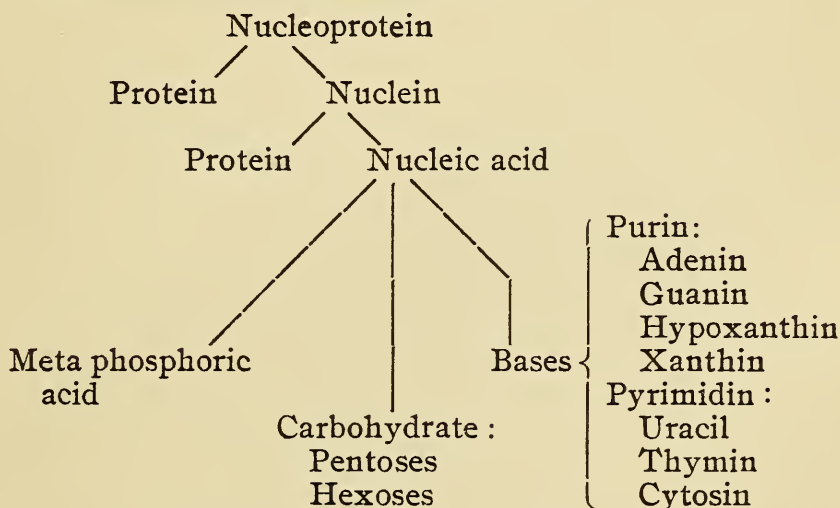 Nucleoprotein
Protein Nuclein
Protein Nucleic acid
Meta phosphoric
acid
Carbohydrate :
Pentoses
Hexoses
Bases
Purin:
Adenin
Guanin
Hypoxanthin
Xanthin
Pyrimidin :
Uracil
Thymin
Cytosin